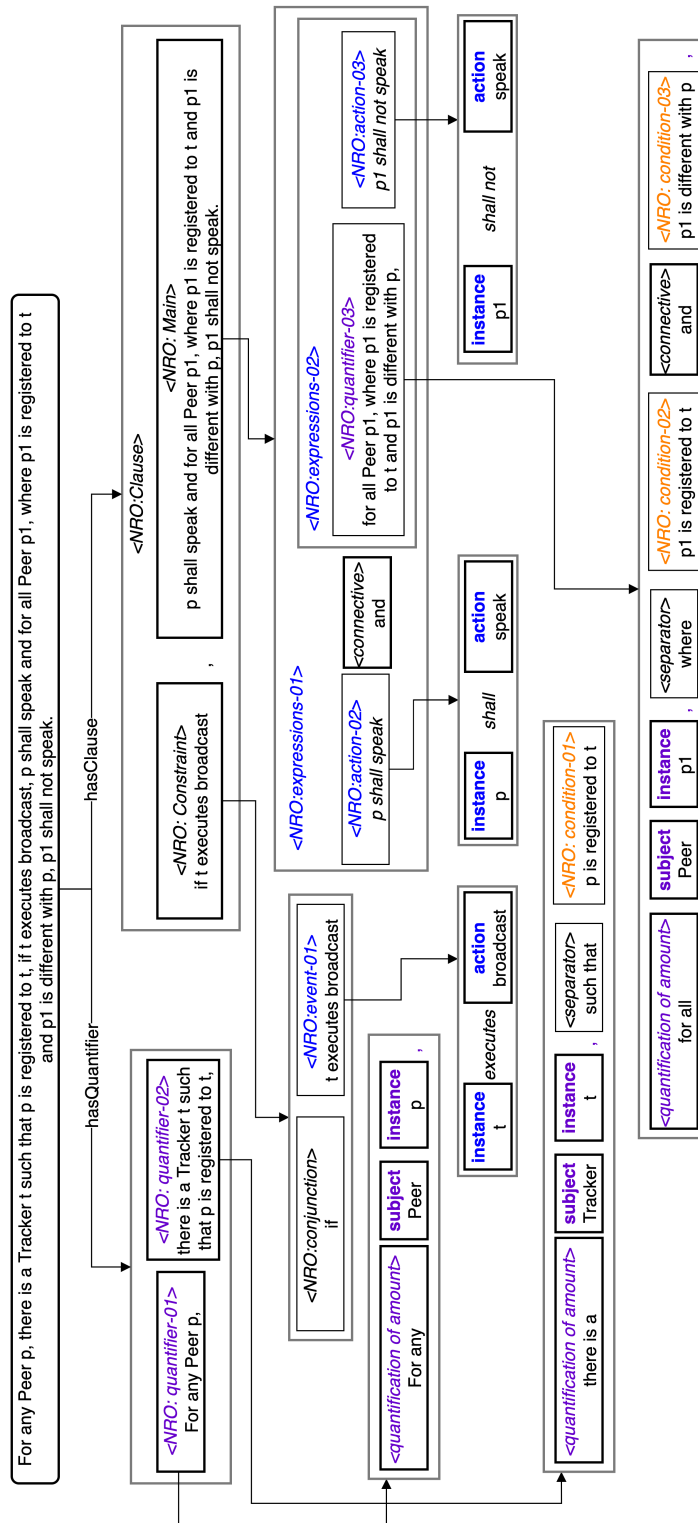 For any Peer p, there is a Tracker t such that p is registered to t, if t executes broadcast, p shall speak and for all Peer p1, where p1 is registered to t
and p1 is different with p, p1 shall not speak.
hasQuantifier
hasClause
<NRO: quantifier-01>
For any Peer p,
<NRO: quantifier-02>
there is a Tracker t such
that p is registered to t,
<NRO:Clause>
<NRO: Constraint>
if t executes broadcast
,
<NRO: Main>
p shall speak and for all Peer p1, where p1 is registered to t and p1 is
different with p, p1 shall not speak.
<NRO:conjunction>
if
<NRO:event-01>
t executes broadcast
<NRO:expressions-01>
<NRO:action-02>
p shall speak
<connective>
and
<NRO:expressions-02>
<NRO:quantifier-03>
for all Peer p1, where p1 is registered
to t and p1 is different with p,
<NRO:action-03>
p1 shall not speak
<quantification of amount>
For any
subject
Peer
instance
p
,
instance
t
executes
action
broadcast
instance
p
shall
action
speak
instance
p1
shall not
action
speak
<quantification of amount>
there is a
subject
Tracker
instance
t
,
<separator>
such that
<NRO: condition-01>
p is registered to t
<quantification of amount>
for all
subject
Peer
instance
p1
,
<separator>
where
<NRO: condition-02>
p1 is registered to t
<connective>
and
<NRO: condition-03>
p1 is different with p
,